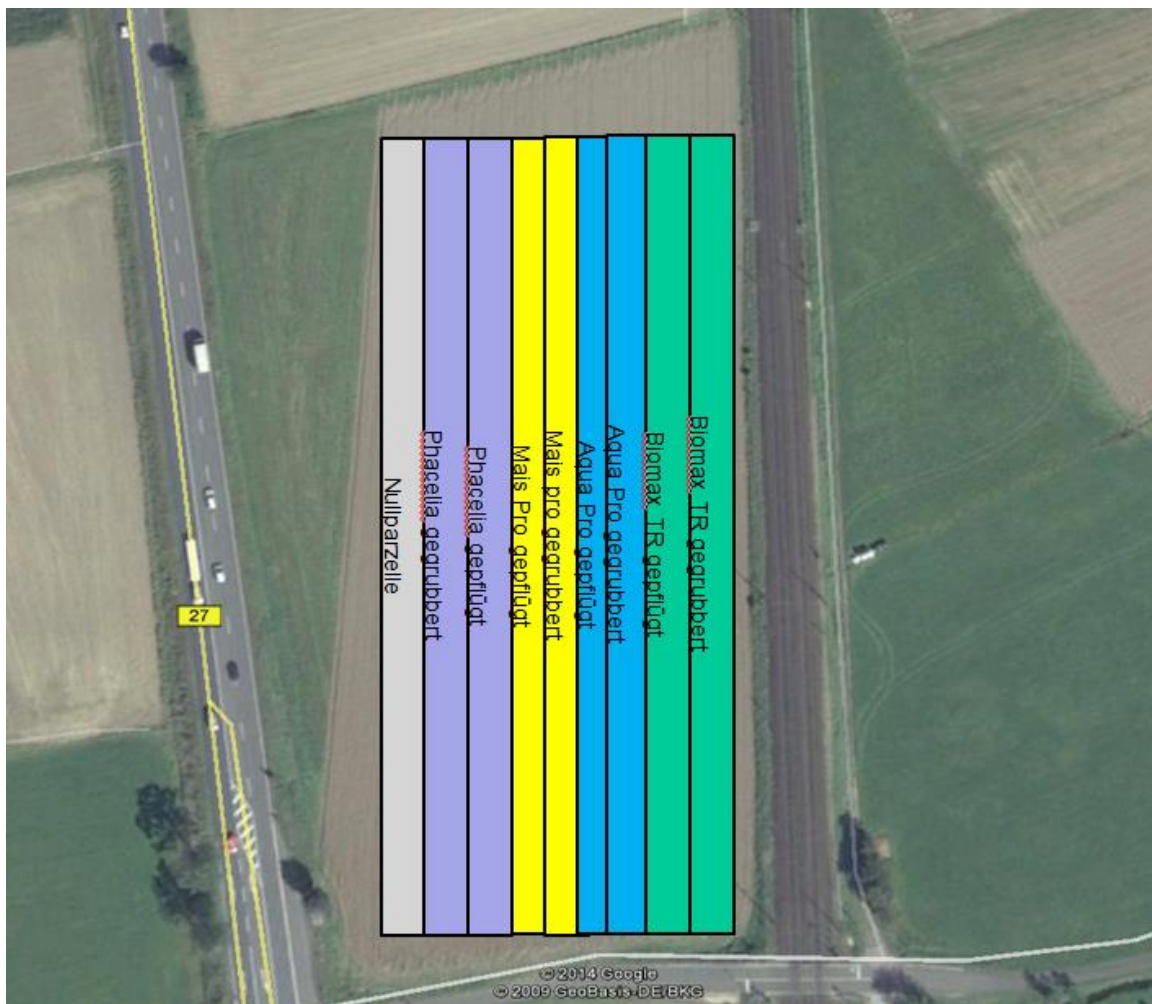 27
Nullparzelle
Phacelia gegrubbert
Phacelia gepflügt
Mais Pro gepflügt
Mais pro gegrubbert
Aqua Pro gepflügt
Aqua Pro gegrubbert
Biomax TR gepflügt
Biomax TR gegrubbert
© 2014 Google
© 2009 GeoBasis-DE/BKG